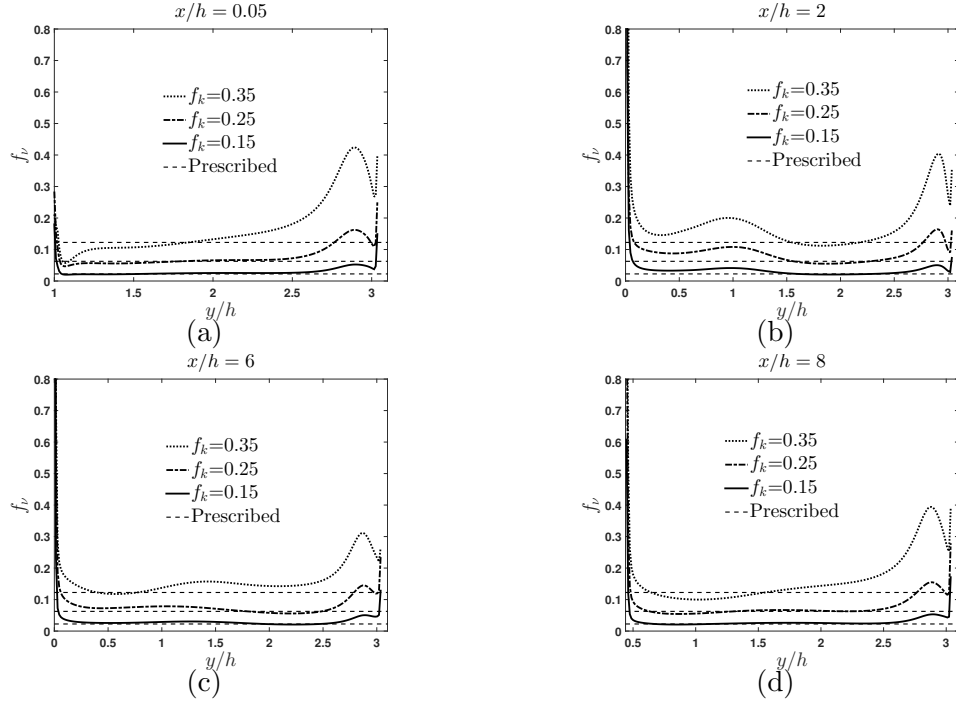 x/h = 0.05
0.8
0.7
0.6
0.5
0.4
0.3
0.2
0.1
0
f_ν
f_k=0.35
f_k=0.25
f_k=0.15
Prescribed
1 1.5 2 2.5 3
y/h
(a)
x/h = 2
0.8
0.7
0.6
0.5
0.4
0.3
0.2
0.1
0
f_ν
f_k=0.35
f_k=0.25
f_k=0.15
Prescribed
0 0.5 1 1.5 2 2.5 3
y/h
(b)
x/h = 6
0.8
0.7
0.6
0.5
0.4
0.3
0.2
0.1
0
f_ν
f_k=0.35
f_k=0.25
f_k=0.15
Prescribed
0 0.5 1 1.5 2 2.5 3
y/h
(c)
x/h = 8
0.8
0.7
0.6
0.5
0.4
0.3
0.2
0.1
0
f_ν
f_k=0.35
f_k=0.25
f_k=0.15
Prescribed
0.5 1 1.5 2 2.5 3
y/h
(d)